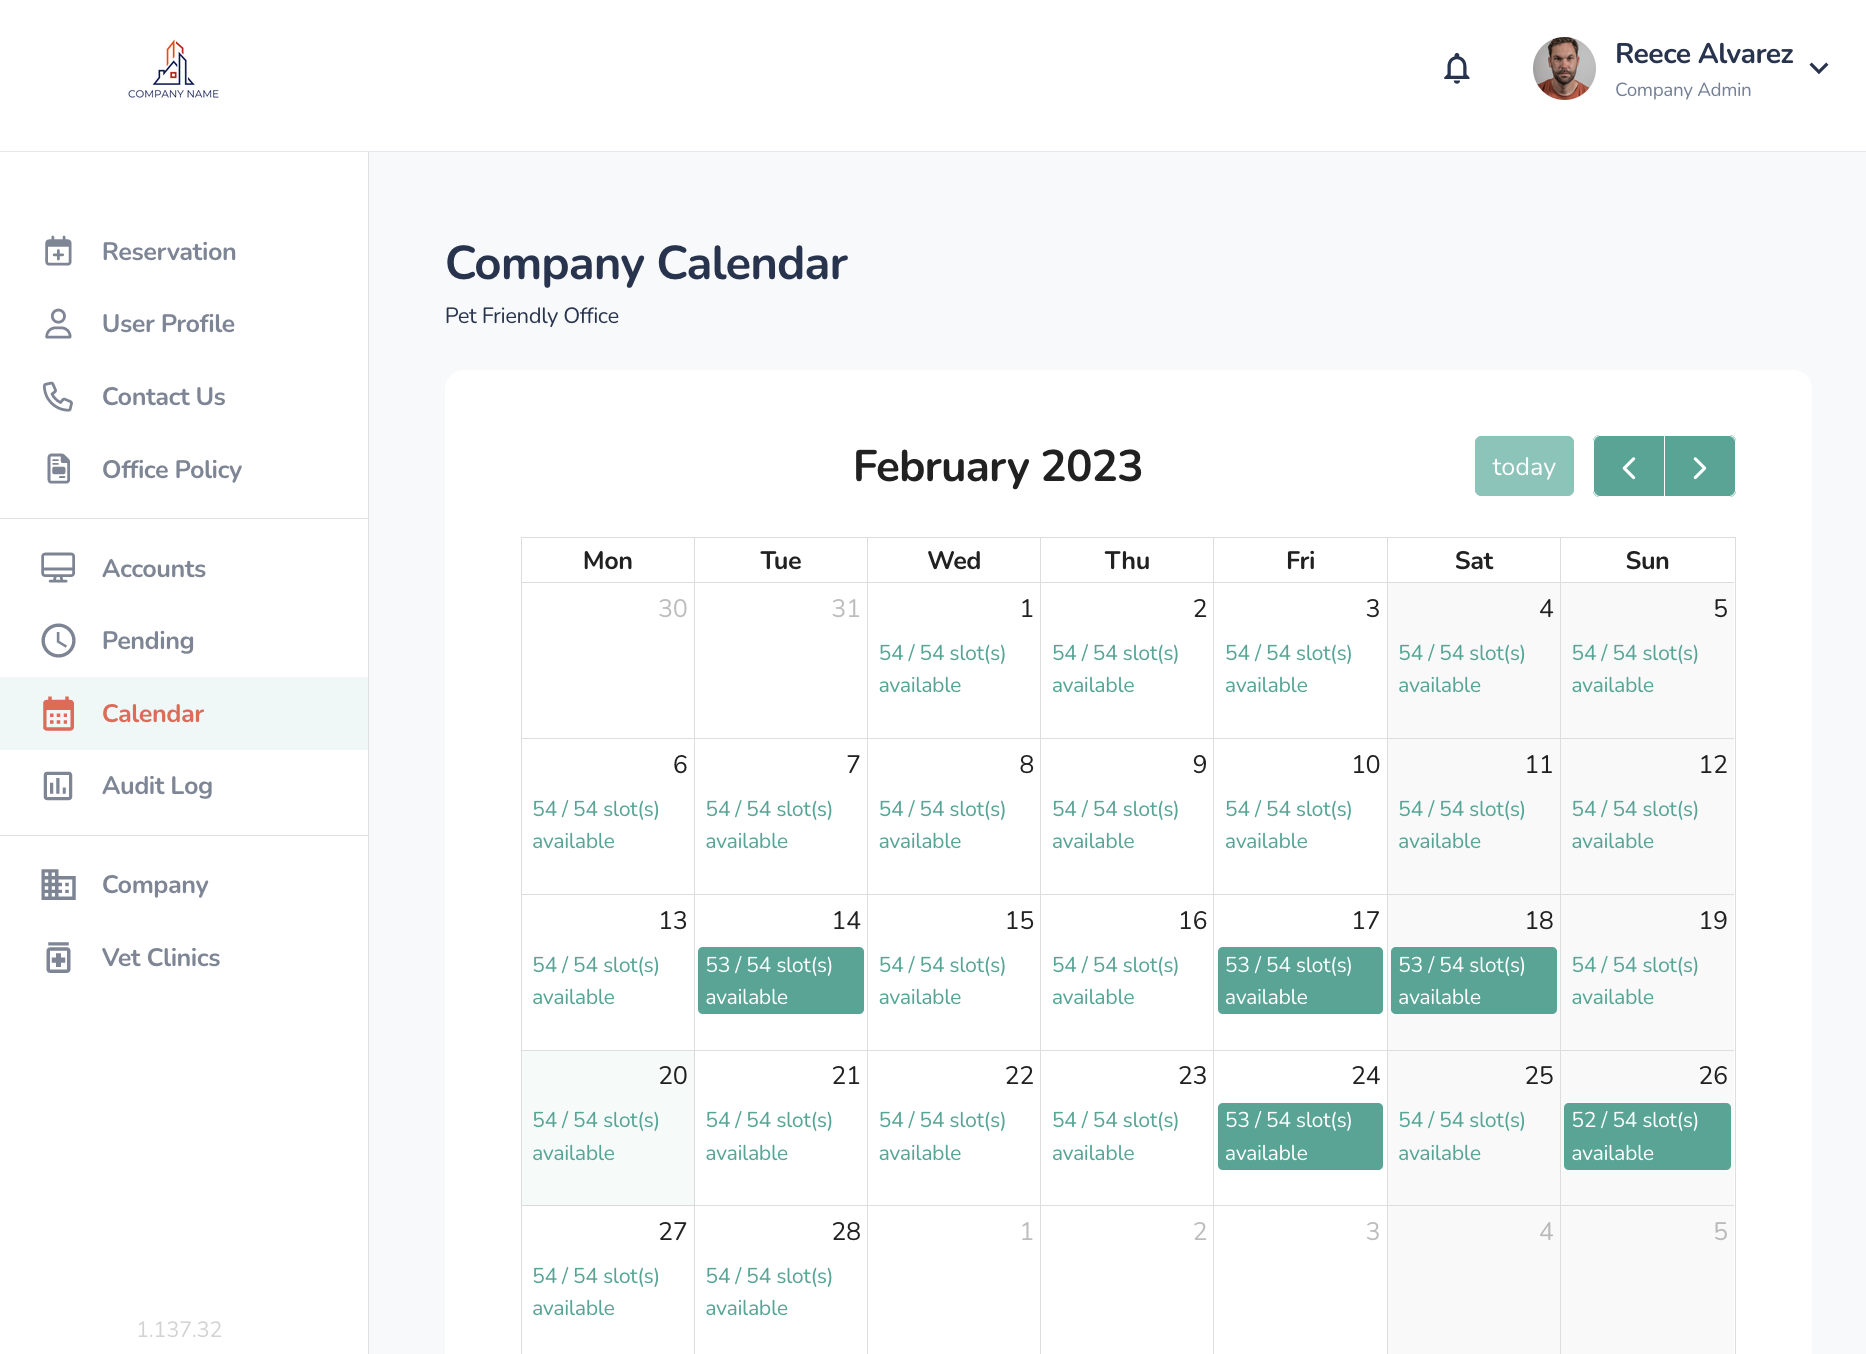 COMPANY NAME
Reece Alvarez
Company Admin
Reservation
User Profile
Contact Us
Office Policy
Accounts
Pending
Calendar
Audit Log
Company
Vet Clinics
1.137.32
Company Calendar
Pet Friendly Office
February 2023
today
Mon Tue Wed Thu Fri Sat Sun
30 31 1 2 3 4 5
54 / 54 slot(s) 54 / 54 slot(s) 54 / 54 slot(s) 54 / 54 slot(s) 54 / 54 slot(s)
available available available available available
6 7 8 9 10 11 12
54 / 54 slot(s) 54 / 54 slot(s) 54 / 54 slot(s) 54 / 54 slot(s) 54 / 54 slot(s) 54 / 54 slot(s) 54 / 54 slot(s)
available available available available available available available
13 14 15 16 17 18 19
54 / 54 slot(s) 53 / 54 slot(s) 54 / 54 slot(s) 54 / 54 slot(s) 53 / 54 slot(s) 53 / 54 slot(s) 54 / 54 slot(s)
available available available available available available available
20 21 22 23 24 25 26
54 / 54 slot(s) 54 / 54 slot(s) 54 / 54 slot(s) 54 / 54 slot(s) 53 / 54 slot(s) 54 / 54 slot(s) 52 / 54 slot(s)
available available available available available available available
27 28 1 2 3 4 5
54 / 54 slot(s) 54 / 54 slot(s)
available available